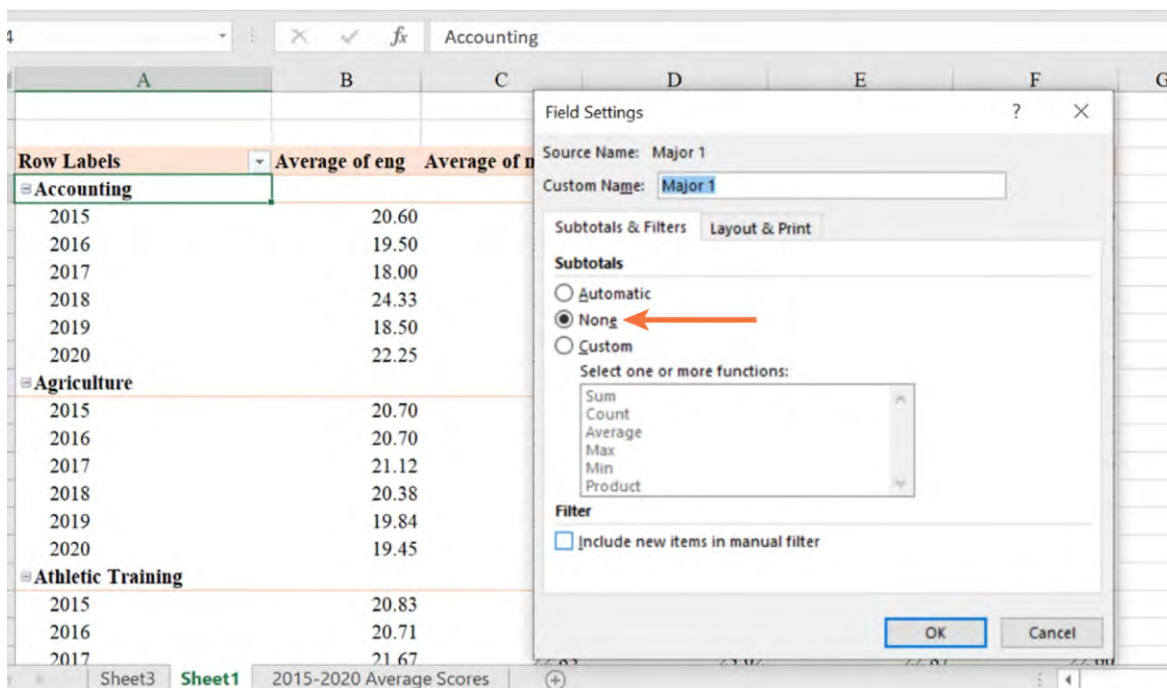 4 fx Accounting
A B C D E F G
Row Labels Average of eng Average of
Accounting
2015 20.60
2016 19.50
2017 18.00
2018 24.33
2019 18.50
2020 22.25
Agriculture
2015 20.70
2016 20.70
2017 21.12
2018 20.38
2019 19.84
2020 19.45
Athletic Training
2015 20.83
2016 20.71
2017 21.67
Sheet3 Sheet1 2015-2020 Average Scores
Field Settings ?
Source Name: Major 1
Custom Name: Major 1
Subtotals & Filters Layout & Print
Subtotals
Automatic
None
Custom
Select one or more functions:
Sum
Count
Average
Max
Min
Product
Filter
Include new items in manual filter
OK Cancel